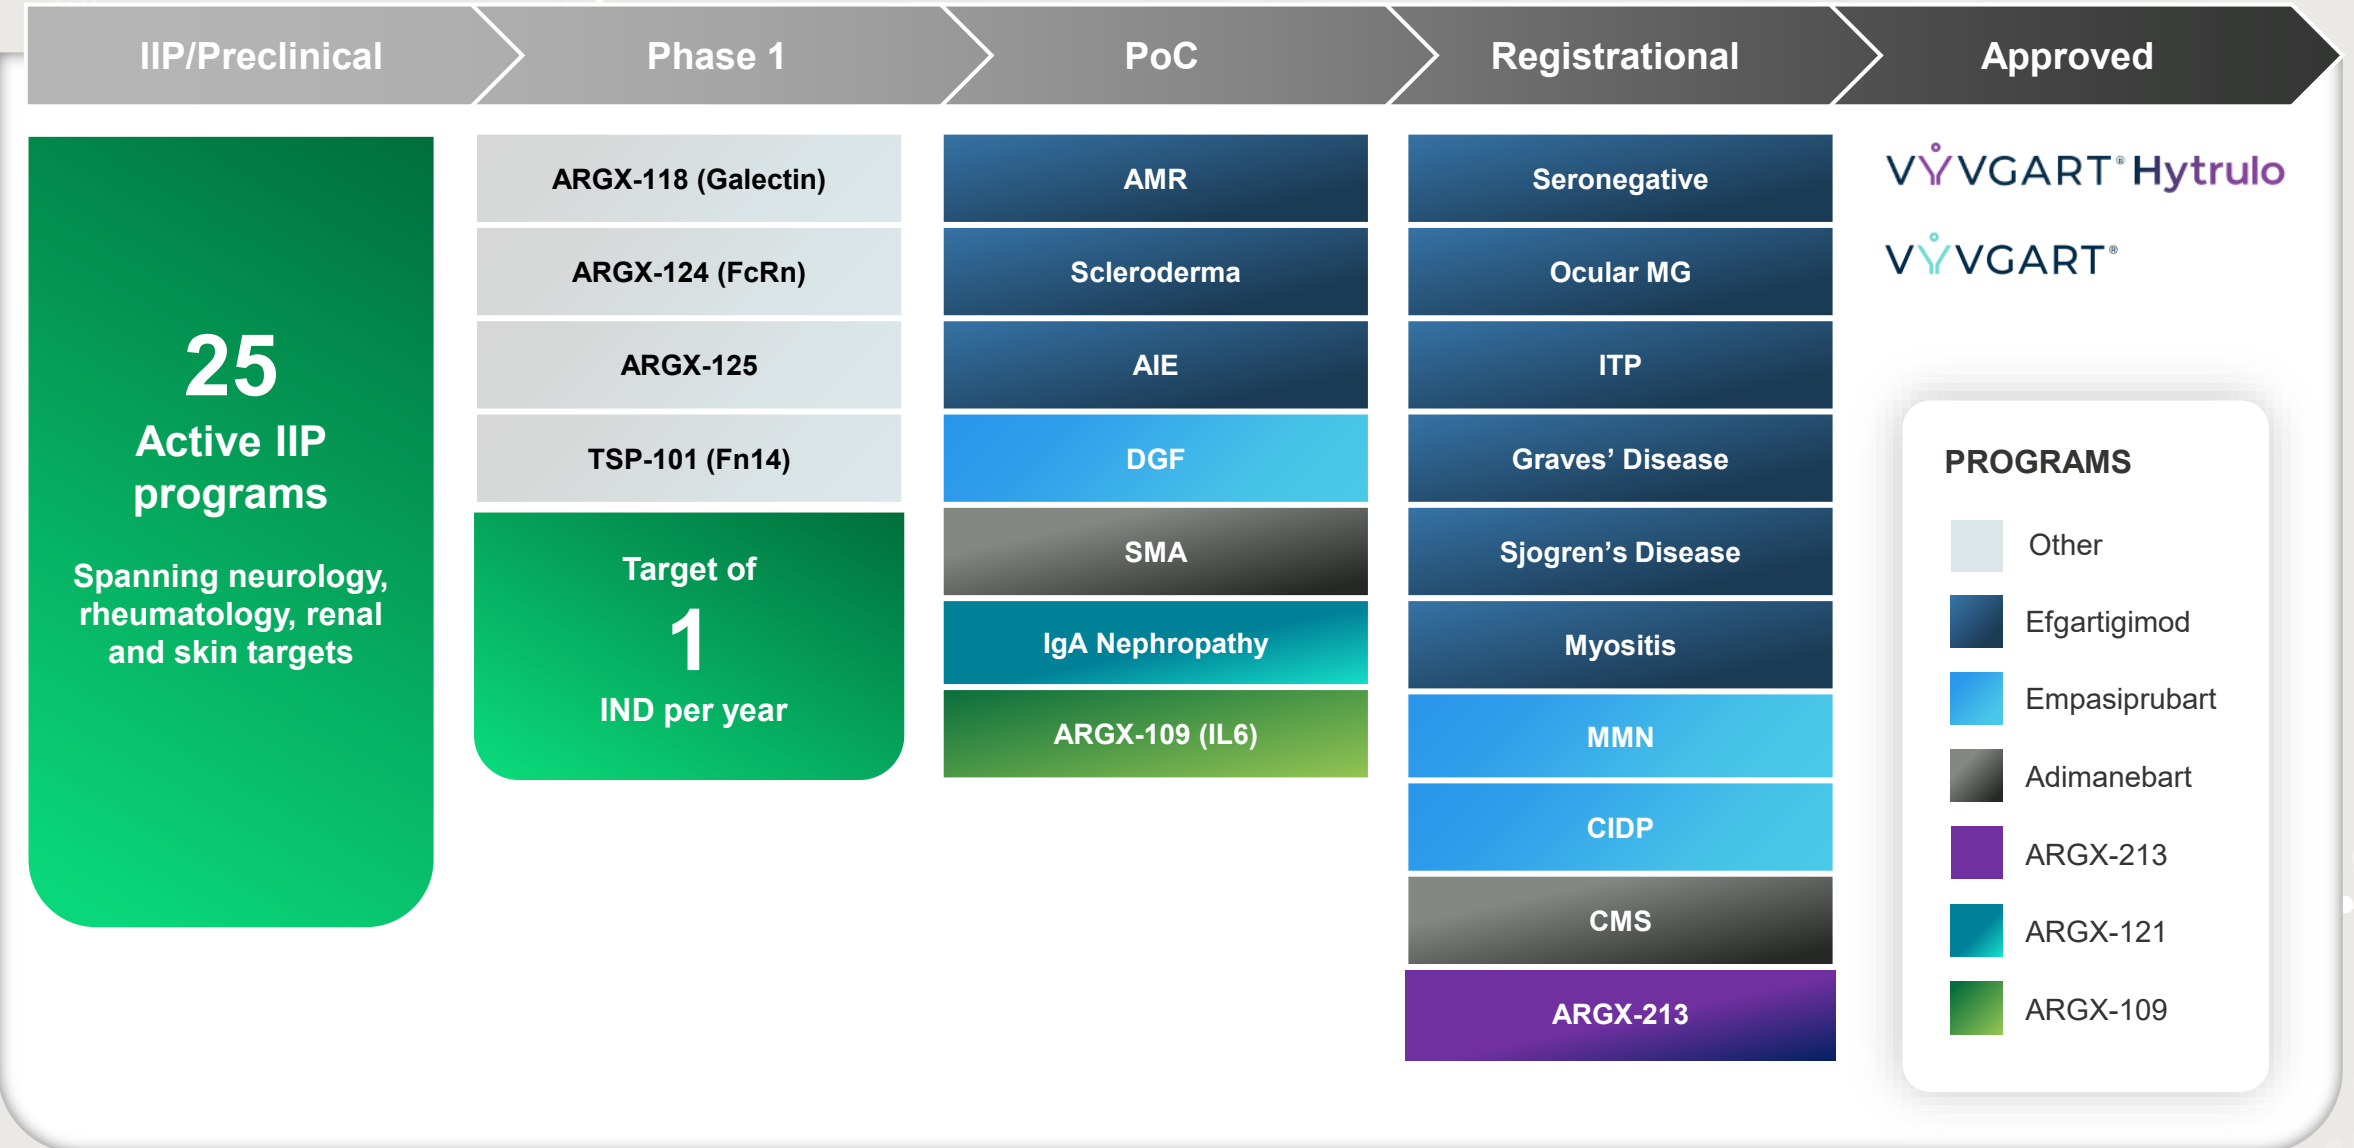 IIP/Preclinical
Phase 1
PoC
Registrational
Approved
25
Active IIP
programs
Spanning neurology,
rheumatology, renal
and skin targets
ARGX-118 (Galectin)
ARGX-124 (FcRn)
ARGX-125
TSP-101 (Fn14)
Target of
1
IND per year
AMR
Scleroderma
AIE
DGF
SMA
IgA Nephropathy
ARGX-109 (IL6)
Seronegative
Ocular MG
ITP
Graves’ Disease
Sjogren’s Disease
Myositis
MMN
CIDP
CMS
ARGX-213
VYVGART® Hytrulo
VYVGART®
PROGRAMS
Other
Efgartigimod
Empasiprubart
Adimanebart
ARGX-213
ARGX-121
ARGX-109